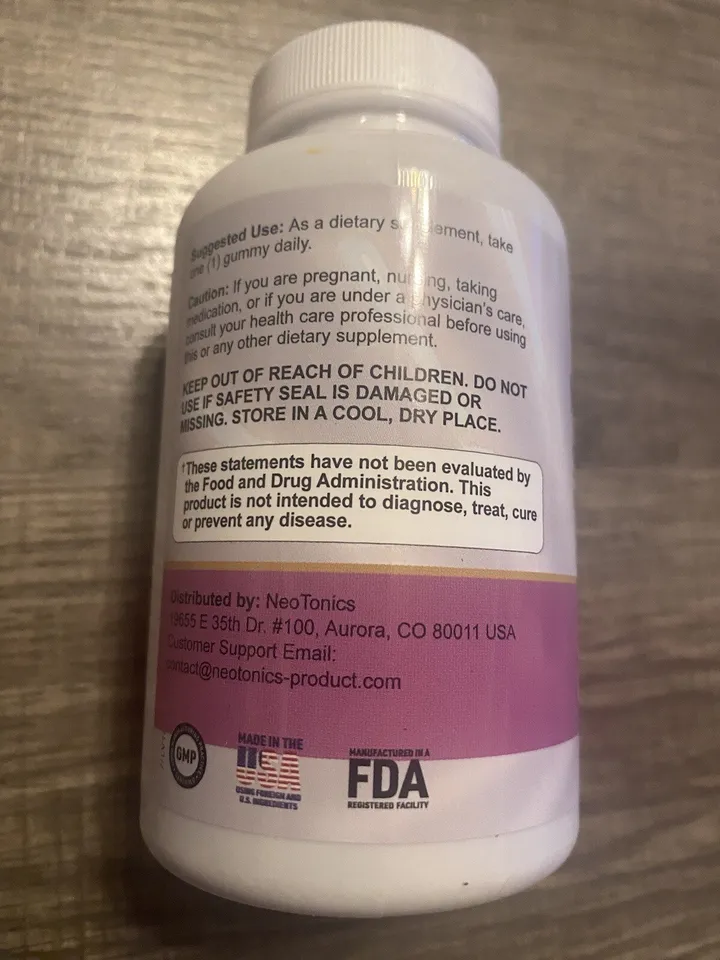 Suggested Use: As a dietary supplement, take
one (1) gummy daily.
Caution: If you are pregnant, nursing, taking
medication, or if you are under a physician's care,
consult your health care professional before using
this or any other dietary supplement.
KEEP OUT OF REACH OF CHILDREN. DO NOT
USE IF SAFETY SEAL IS DAMAGED OR
MISSING. STORE IN A COOL, DRY PLACE.
†These statements have not been evaluated by
the Food and Drug Administration. This
product is not intended to diagnose, treat, cure
or prevent any disease.
Distributed by: NeoTonics
19655 E 35th Dr. #100, Aurora, CO 80011 USA
Customer Support Email:
contact@neotonics-product.com
GMP
MADE IN THE
USA
USING FOREIGN AND
U.S. INGREDIENTS
MANUFACTURED IN A
FDA
REGISTERED FACILITY